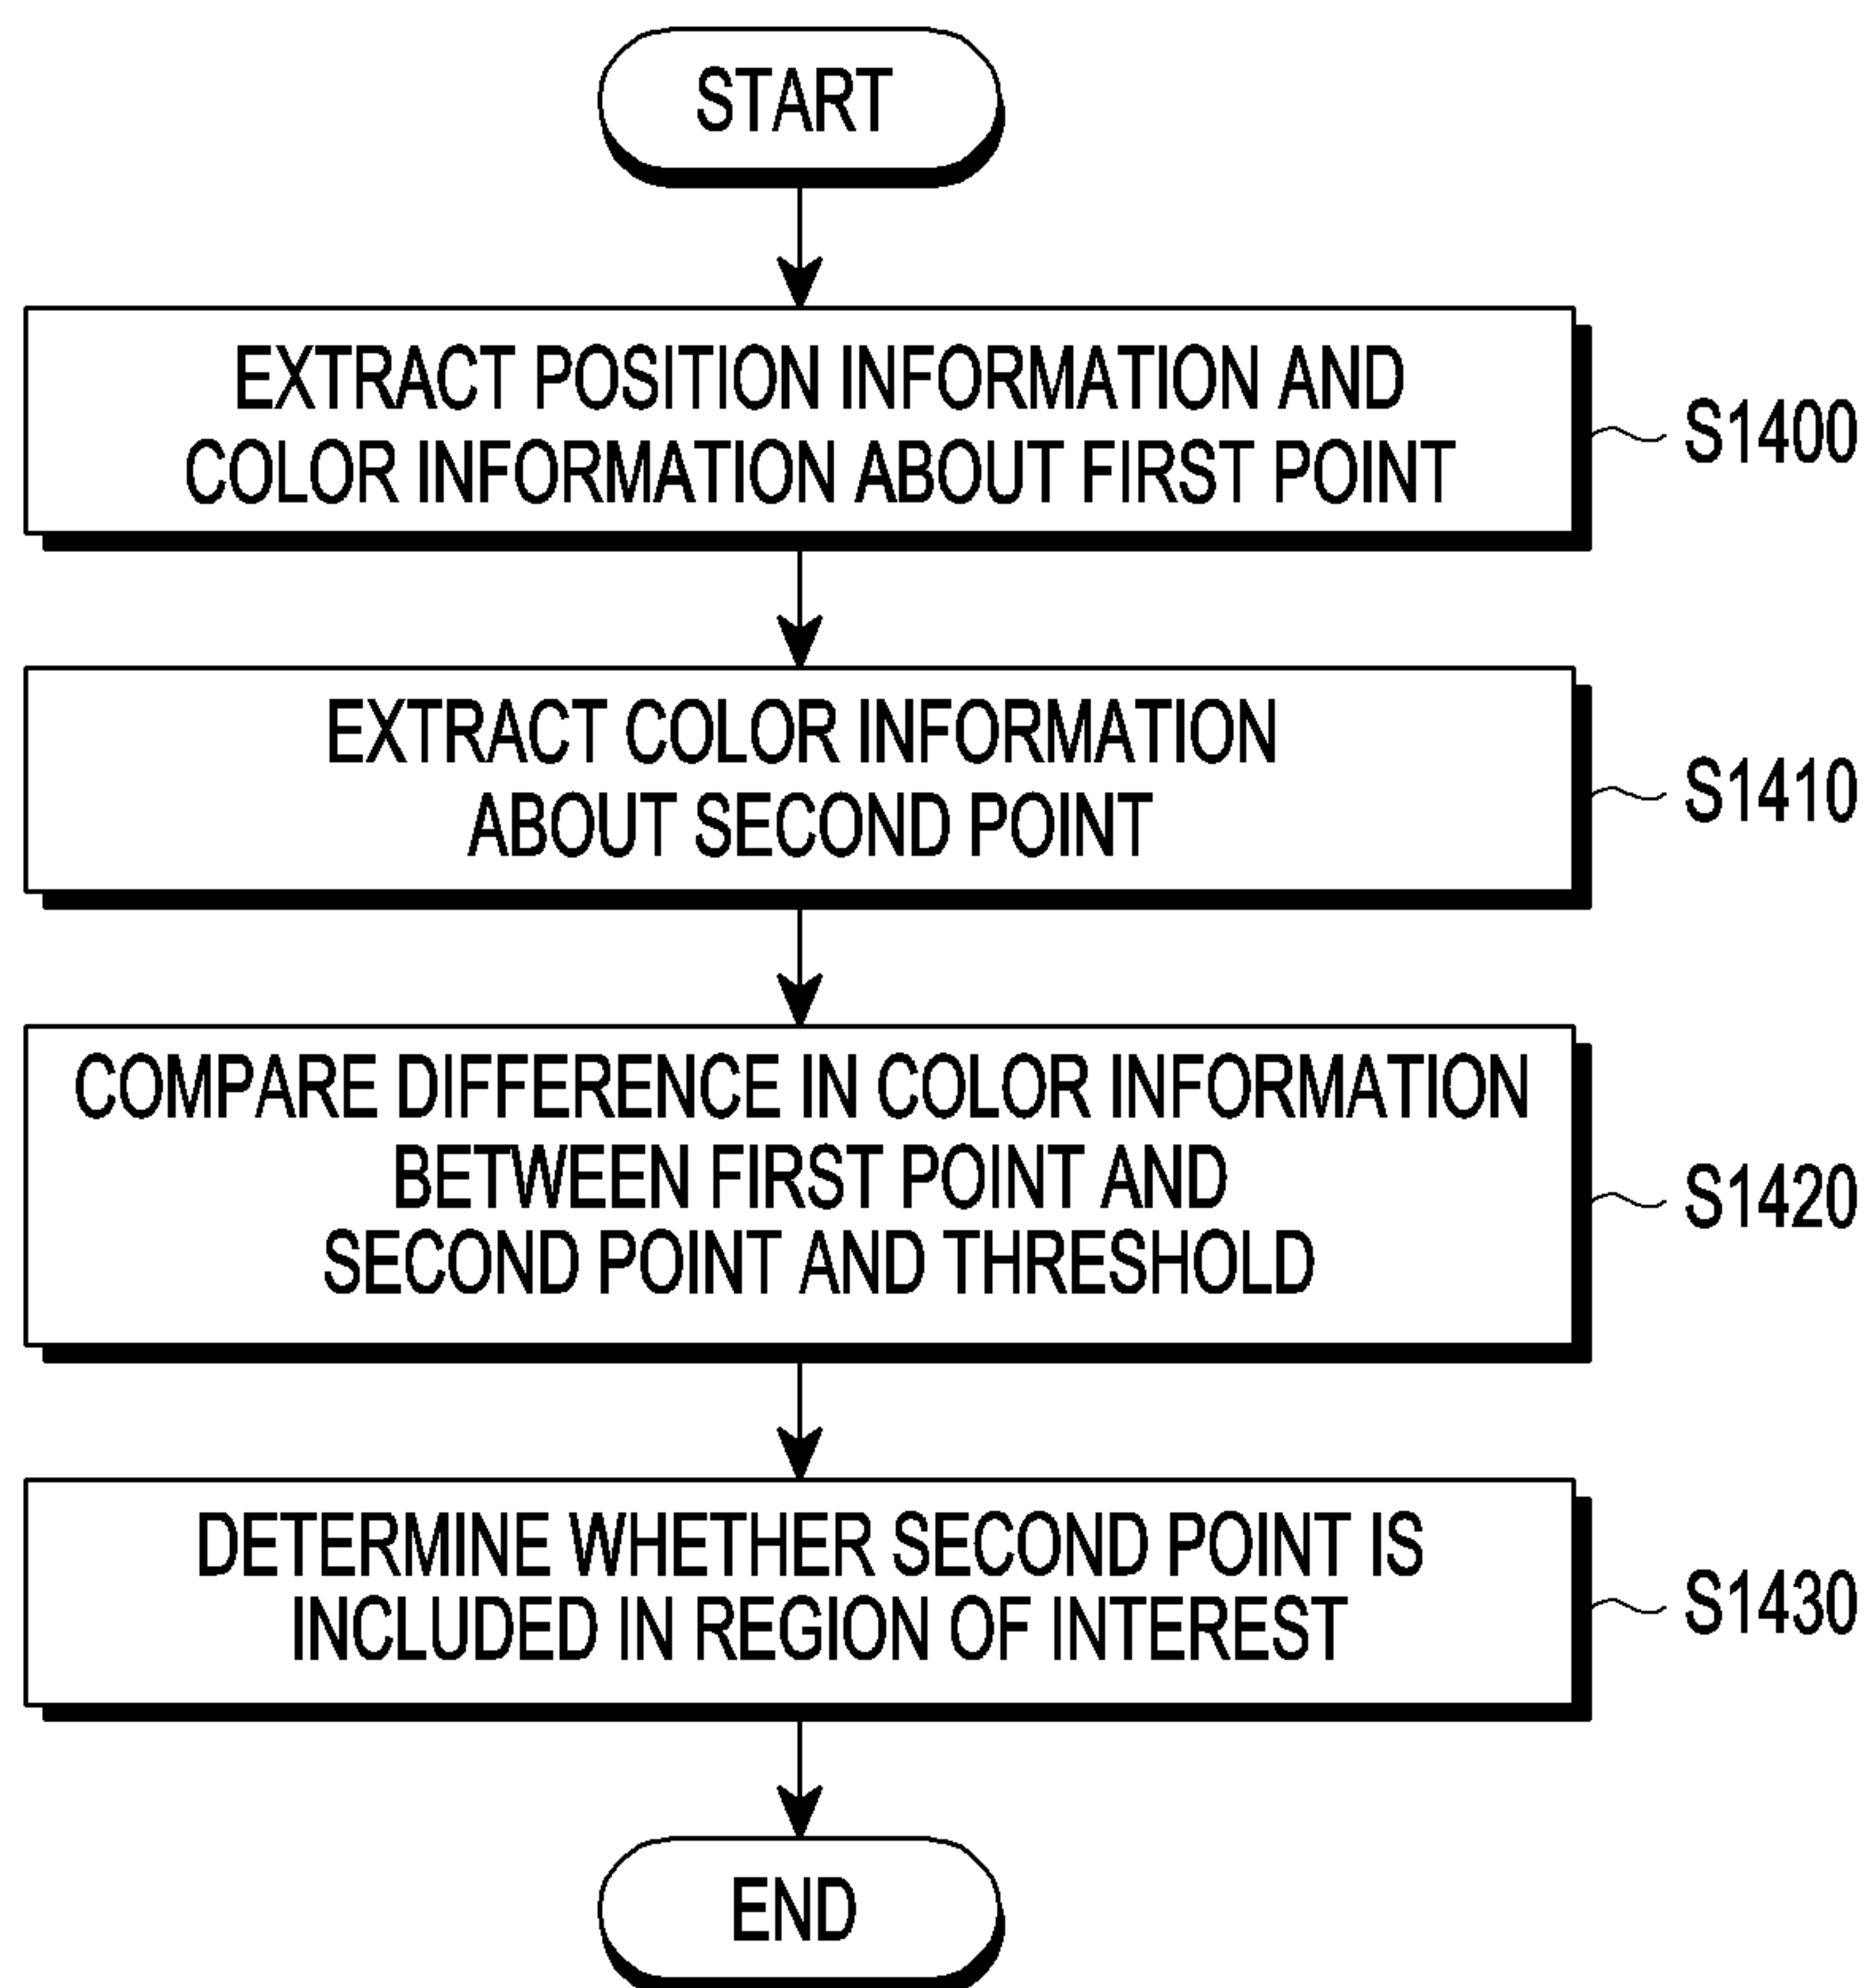 START
EXTRACT POSITION INFORMATION AND
COLOR INFORMATION ABOUT FIRST POINT
S1400
EXTRACT COLOR INFORMATION
ABOUT SECOND POINT
S1410
COMPARE DIFFERENCE IN COLOR INFORMATION
BETWEEN FIRST POINT AND
SECOND POINT AND THRESHOLD
S1420
DETERMINE WHETHER SECOND POINT IS
INCLUDED IN REGION OF INTEREST
S1430
END